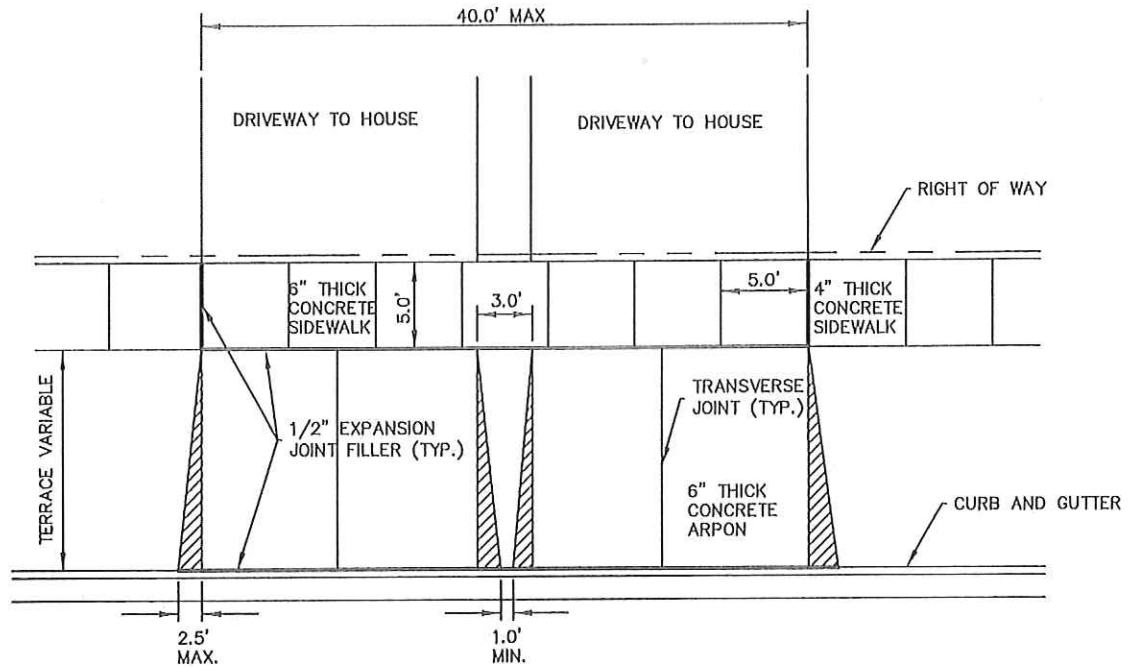 40.0' MAX
DRIVEWAY TO HOUSE
DRIVEWAY TO HOUSE
RIGHT OF WAY
6" THICK
CONCRETE
SIDEWALK
5.0'
3.0'
5.0'
4" THICK
CONCRETE
SIDEWALK
TERRACE VARIABLE
1/2" EXPANSION
JOINT FILLER (TYP.)
TRANSVERSE
JOINT (TYP.)
6" THICK
CONCRETE
ARPON
CURB AND GUTTER
2.5'
MAX.
1.0'
MIN.